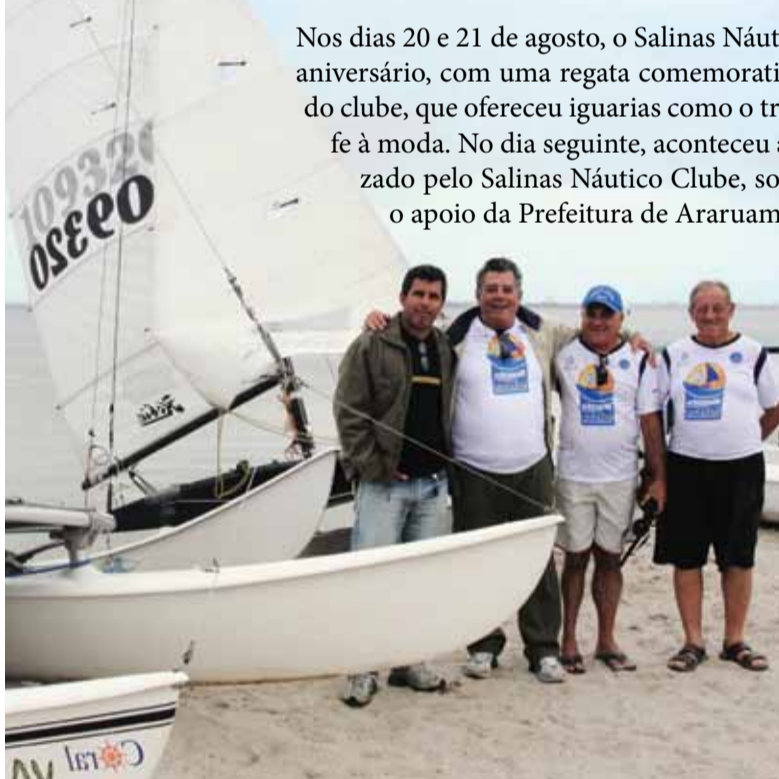 Nos dias 20 e 21 de agosto, o Salinas Náut
aniversário, com uma regata comemorati
do clube, que ofereceu iguarias como o tr
fe à moda. No dia seguinte, aconteceu a
zado pelo Salinas Náutico Clube, so
o apoio da Prefeitura de Araruam
109320
09320
Coral